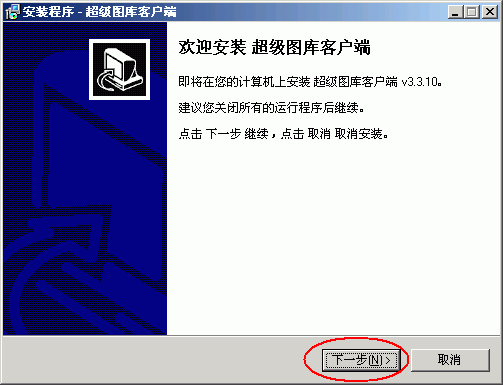 安装程序 - 超级图库客户端
欢迎安装 超级图库客户端
即将在您的计算机上安装 超级图库客户端 v3.3.10。
建议您关闭所有的运行程序后继续。
点击 下一步 继续，点击 取消 取消安装。
下一步(N) >
取消